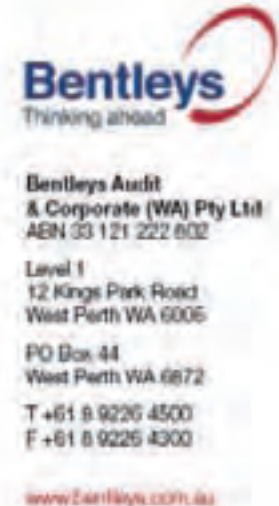 Bentleys
Thinking ahead
Bentleys Audit
& Corporate (WA) Pty Ltd
ABN 33 121 222 802
Level 1
12 Kings Park Road
West Perth WA 6005
PO Box 44
West Perth WA 6872
T +61 8 9226 4500
F +61 8 9226 4300
www.bentleys.com.au